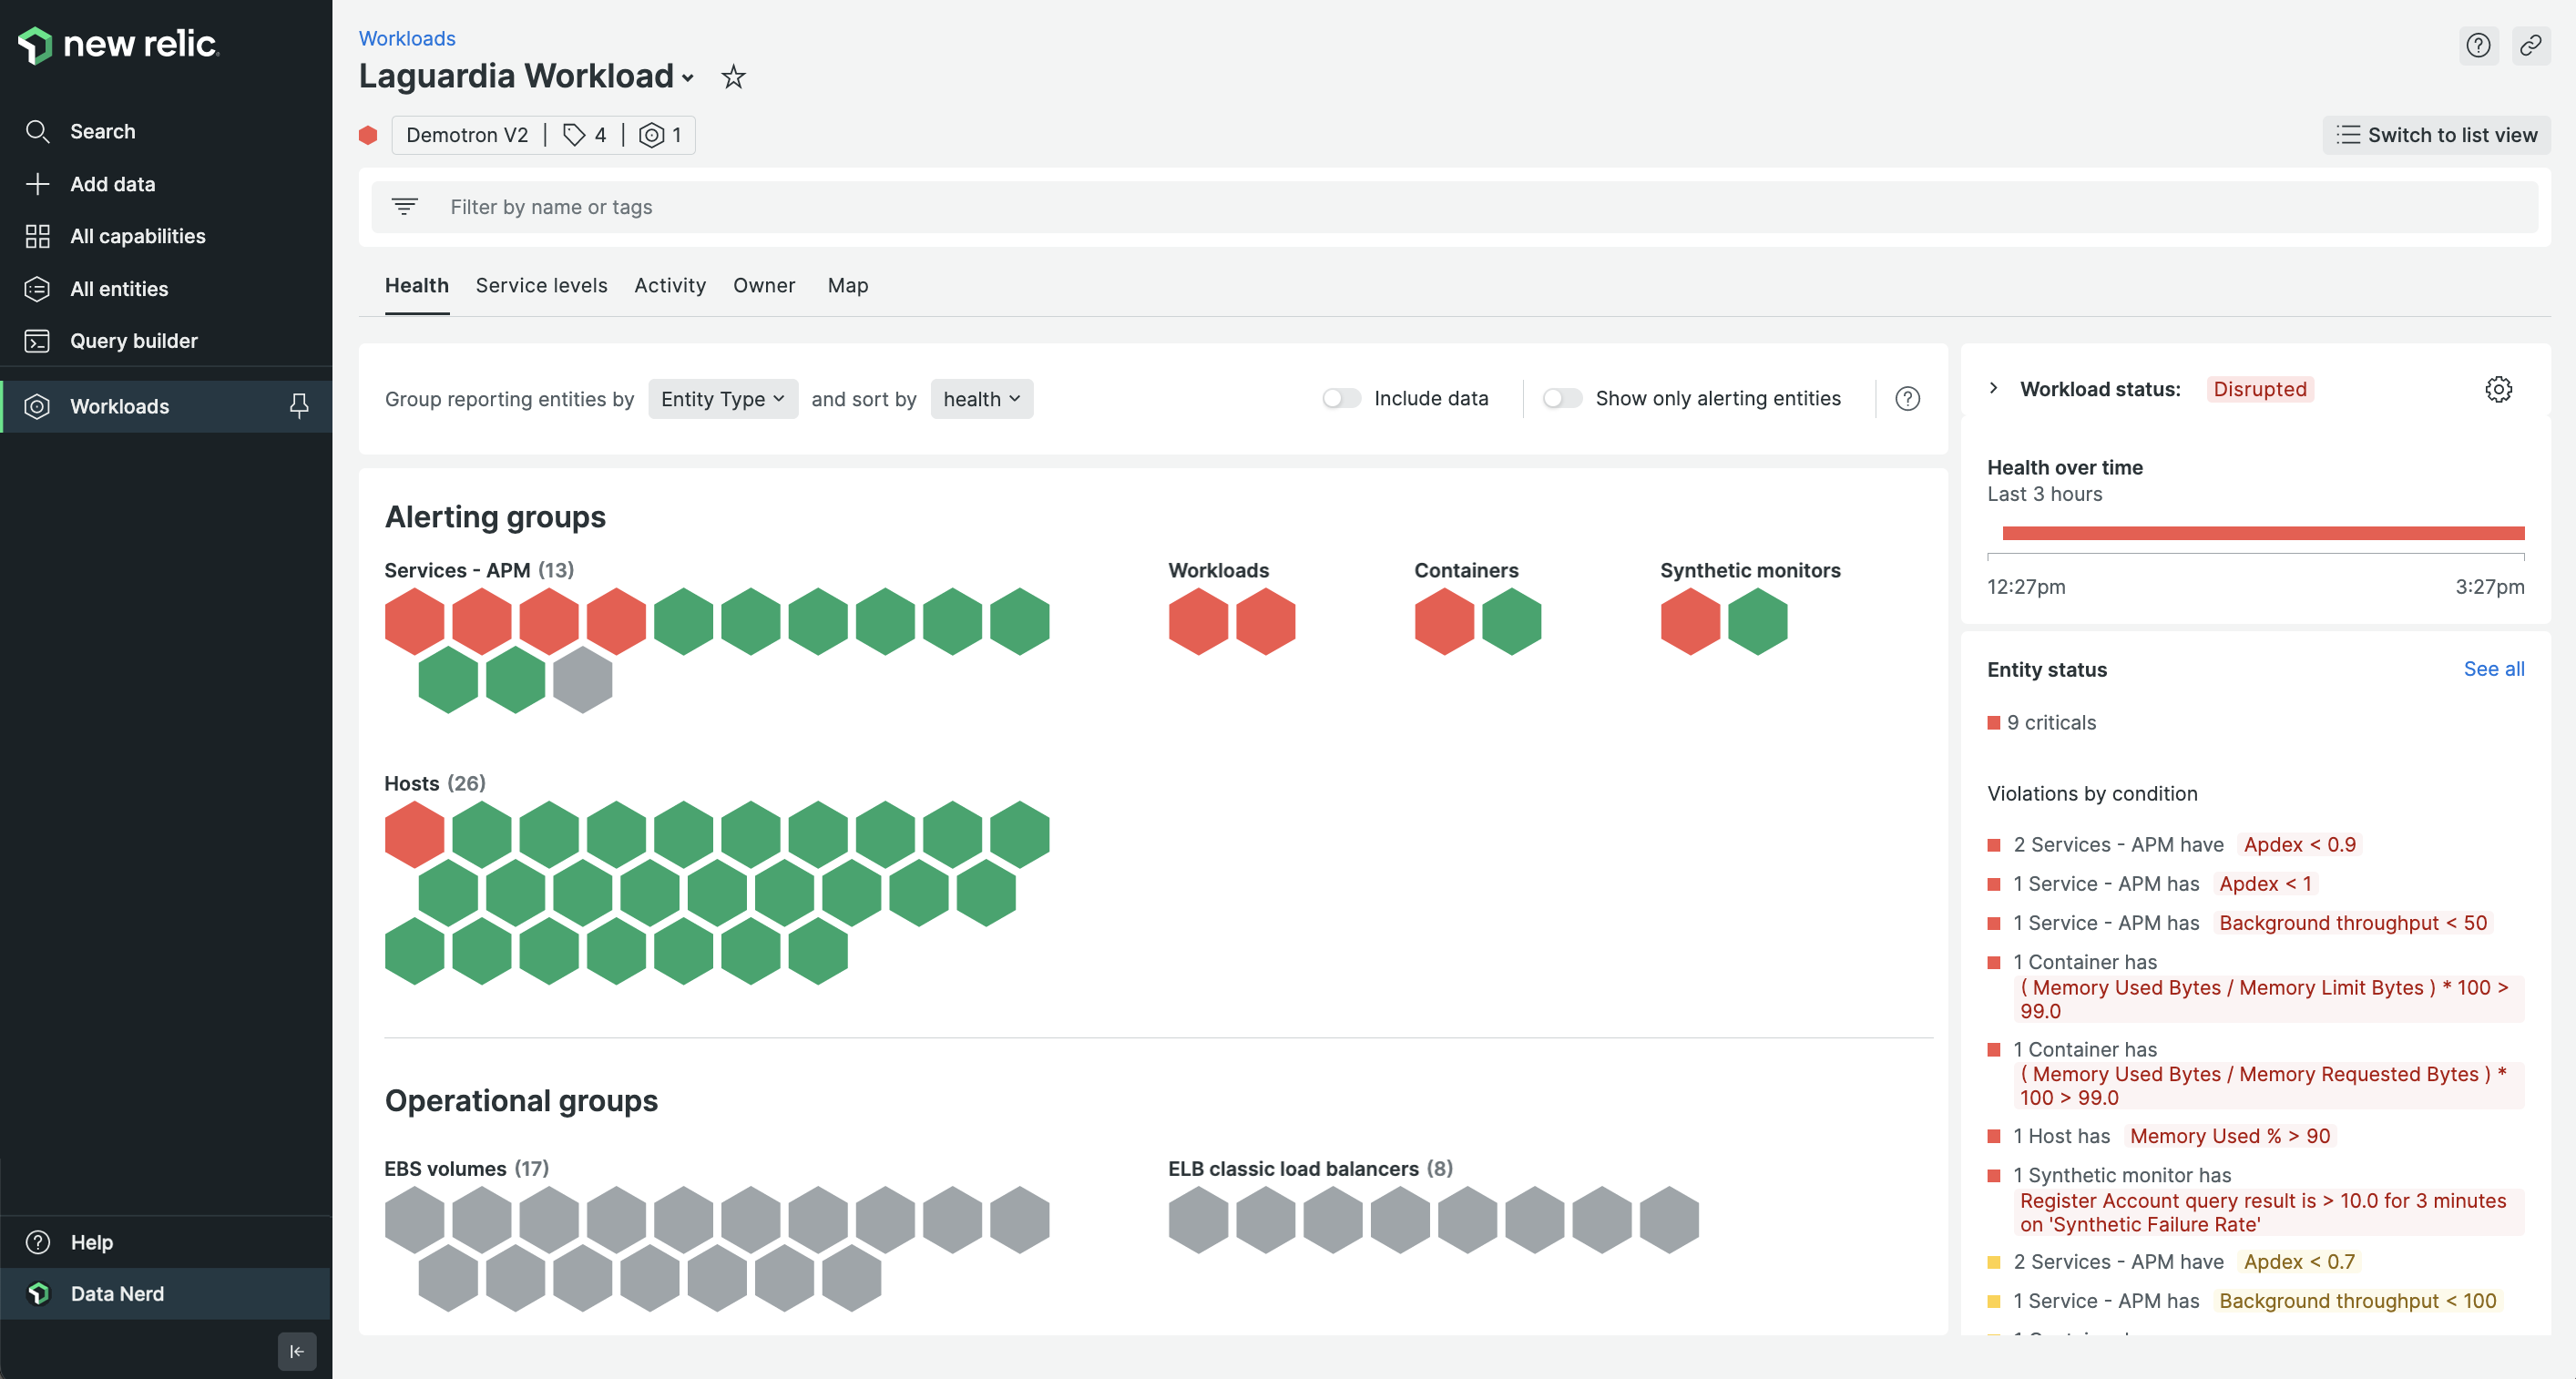 new relic
Search
Add data
All capabilities
All entities
Query builder
Workloads
Help
Data Nerd
Workloads
Laguardia Workload
Demotron V2 | 4 | 1
Switch to list view
Filter by name or tags
Health Service levels Activity Owner Map
Group reporting entities by Entity Type and sort by health Include data Show only alerting entities
Alerting groups
Services - APM (13)
Workloads
Containers
Synthetic monitors
Hosts (26)
Operational groups
EBS volumes (17)
ELB classic load balancers (8)
Workload status: Disrupted
Health over time
Last 3 hours
12:27pm 3:27pm
Entity status See all
9 criticals
Violations by condition
2 Services - APM have Apdex < 0.9
1 Service - APM has Apdex < 1
1 Service - APM has Background throughput < 50
1 Container has
( Memory Used Bytes / Memory Limit Bytes ) * 100 >
99.0
1 Container has
( Memory Used Bytes / Memory Requested Bytes ) *
100 > 99.0
1 Host has Memory Used % > 90
1 Synthetic monitor has
Register Account query result is > 10.0 for 3 minutes
on 'Synthetic Failure Rate'
2 Services - APM have Apdex < 0.7
1 Service - APM has Background throughput < 100